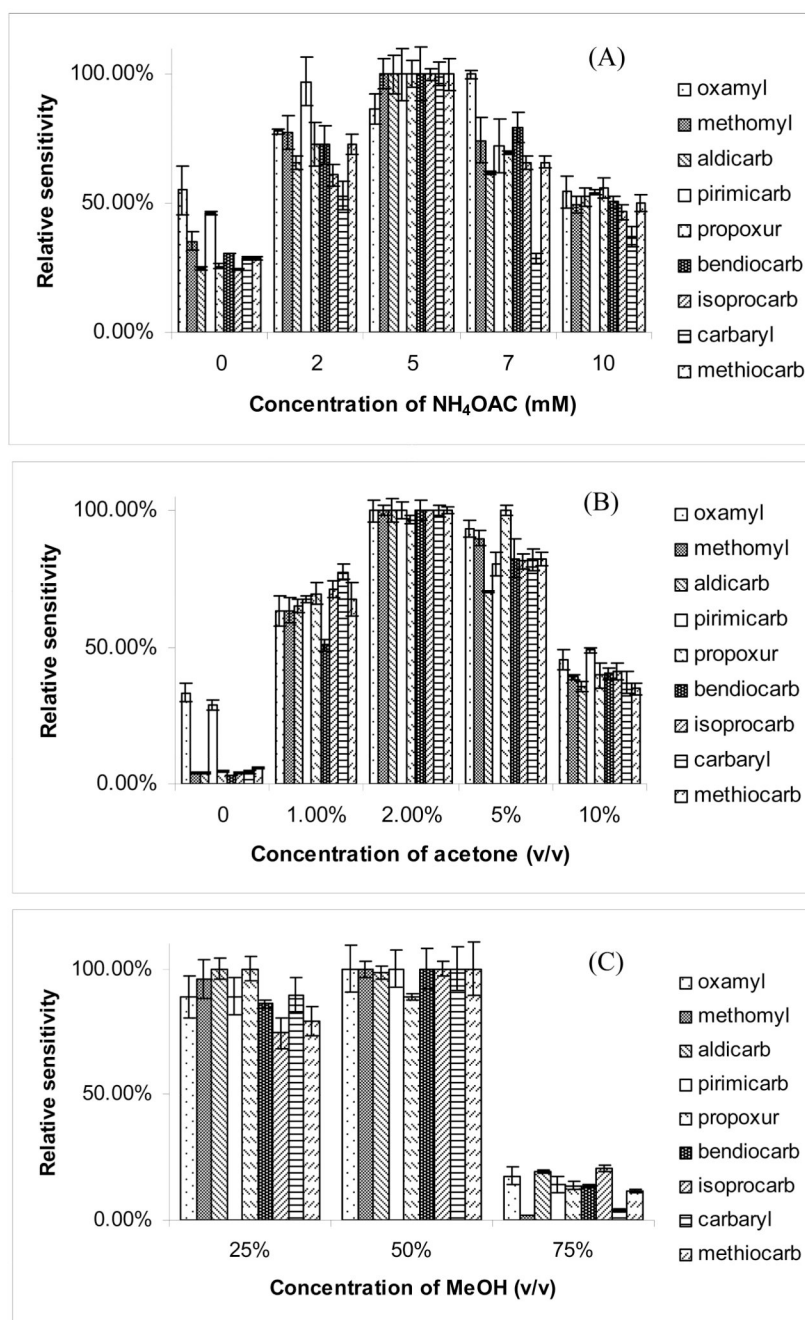 (A)
Relative sensitivity
100.00%
50.00%
0.00%
0 2 5 7 10
Concentration of NH₄OAC (mM)
oxamyl
methomyl
aldicarb
pirimicarb
propoxur
bendiocarb
isoprocarb
carbaryl
methiocarb
(B)
Relative sensitivity
100.00%
50.00%
0.00%
0 1.00% 2.00% 5% 10%
Concentration of acetone (v/v)
oxamyl
methomyl
aldicarb
pirimicarb
propoxur
bendiocarb
isoprocarb
carbaryl
methiocarb
(C)
Relative sensitivity
100.00%
50.00%
0.00%
25% 50% 75%
Concentration of MeOH (v/v)
oxamyl
methomyl
aldicarb
pirimicarb
propoxur
bendiocarb
isoprocarb
carbaryl
methiocarb